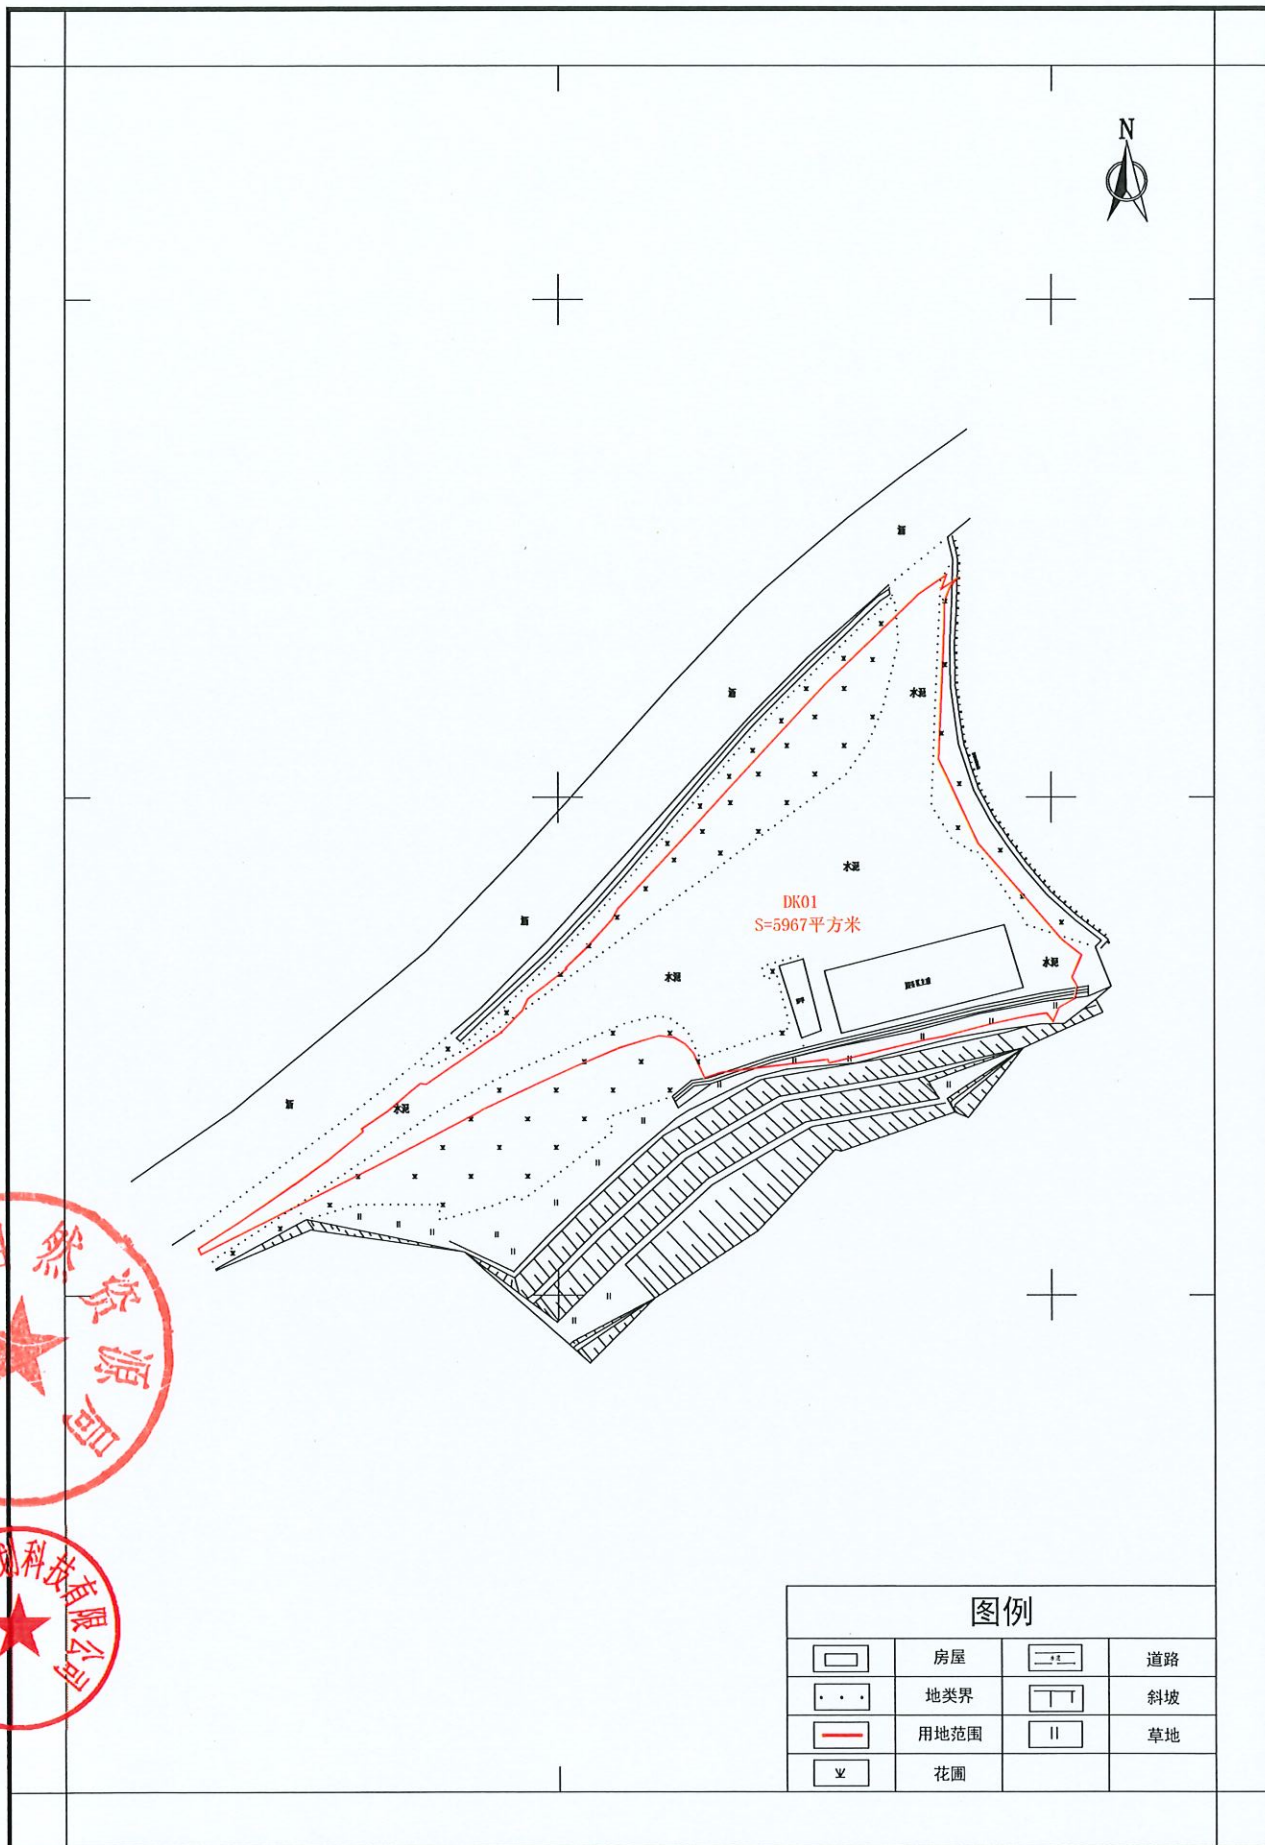 N
水泥
水泥
DK01
S=5967平方米
水泥
水泥
水泥
然资源局
科技有限公司
图例
房屋
水泥
道路
地类界
斜坡
用地范围
草地
花圃